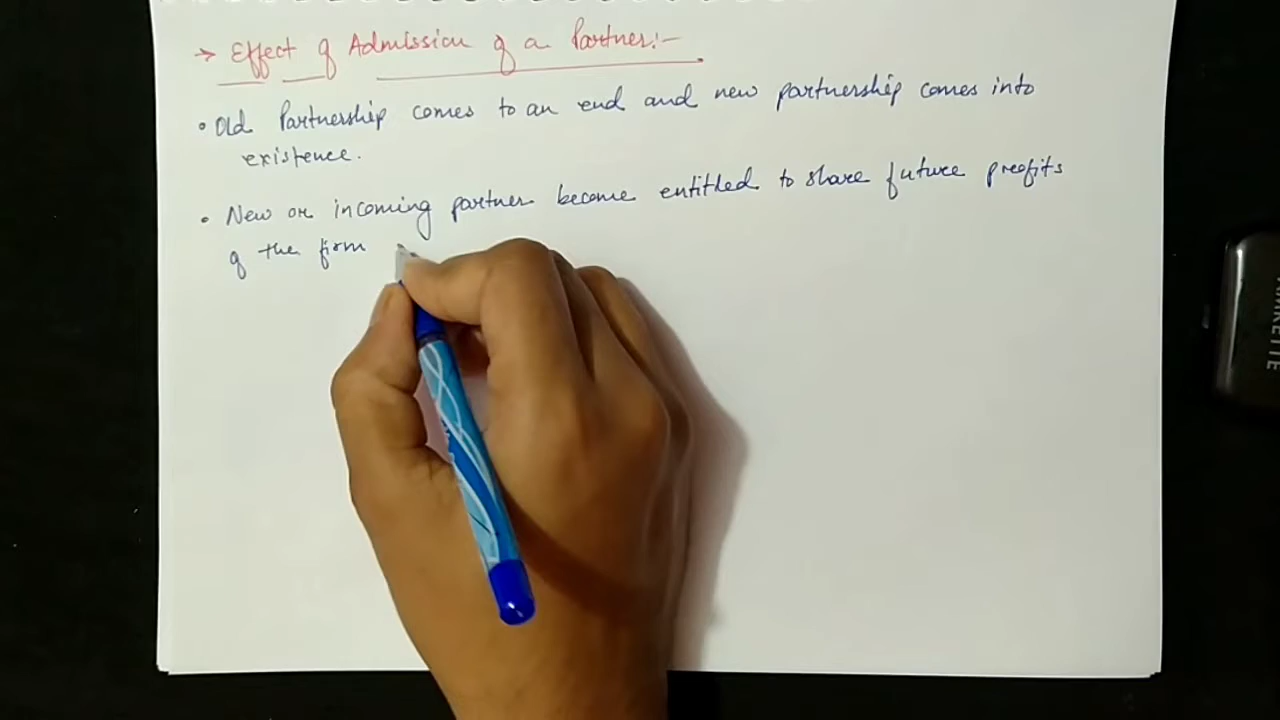 → Effect of Admission of a Partner:-
• Old Partnership comes to an end and new partnership comes into
existence.
• New or incoming partner become entitled to share future profits
of the firm